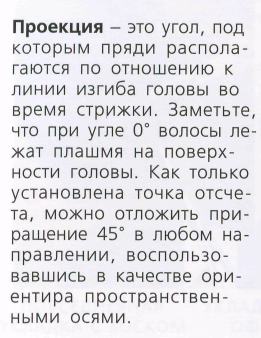 Проекция – это угол, под
которым пряди распола-
гаются по отношению к
линии изгиба головы во
время стрижки. Заметьте,
что при угле 0° волосы ле-
жат плашмя на поверх-
ности головы. Как только
установлена точка отсче-
та, можно отложить при-
ращение 45° в любом на-
правлении, воспользо-
вавшись в качестве ори-
ентира пространствен-
ными осями.